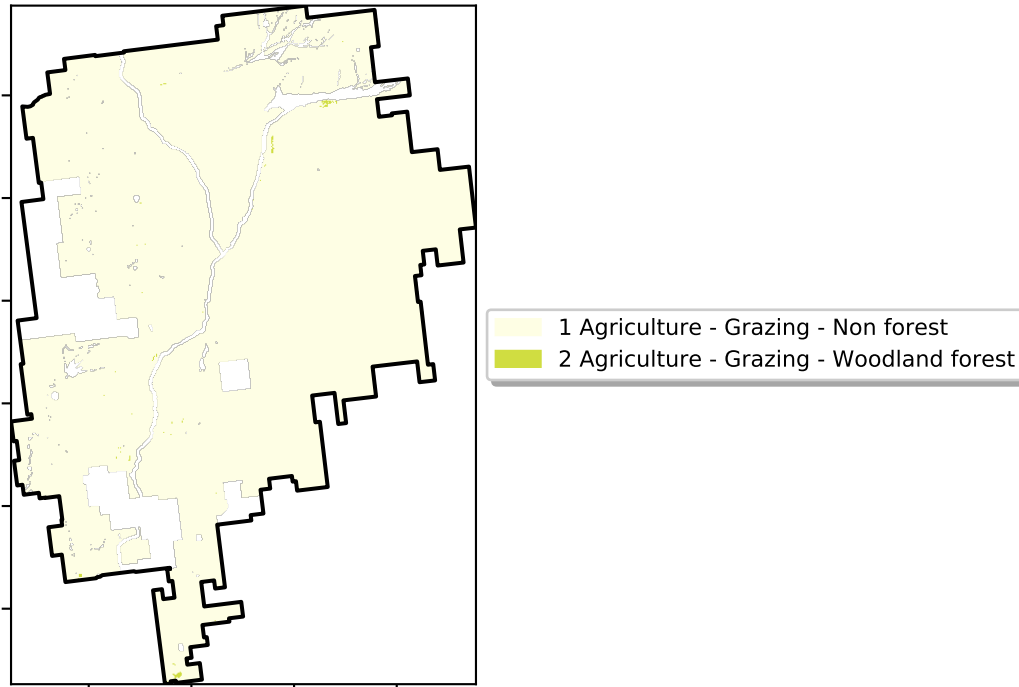 1 Agriculture - Grazing - Non forest
2 Agriculture - Grazing - Woodland forest